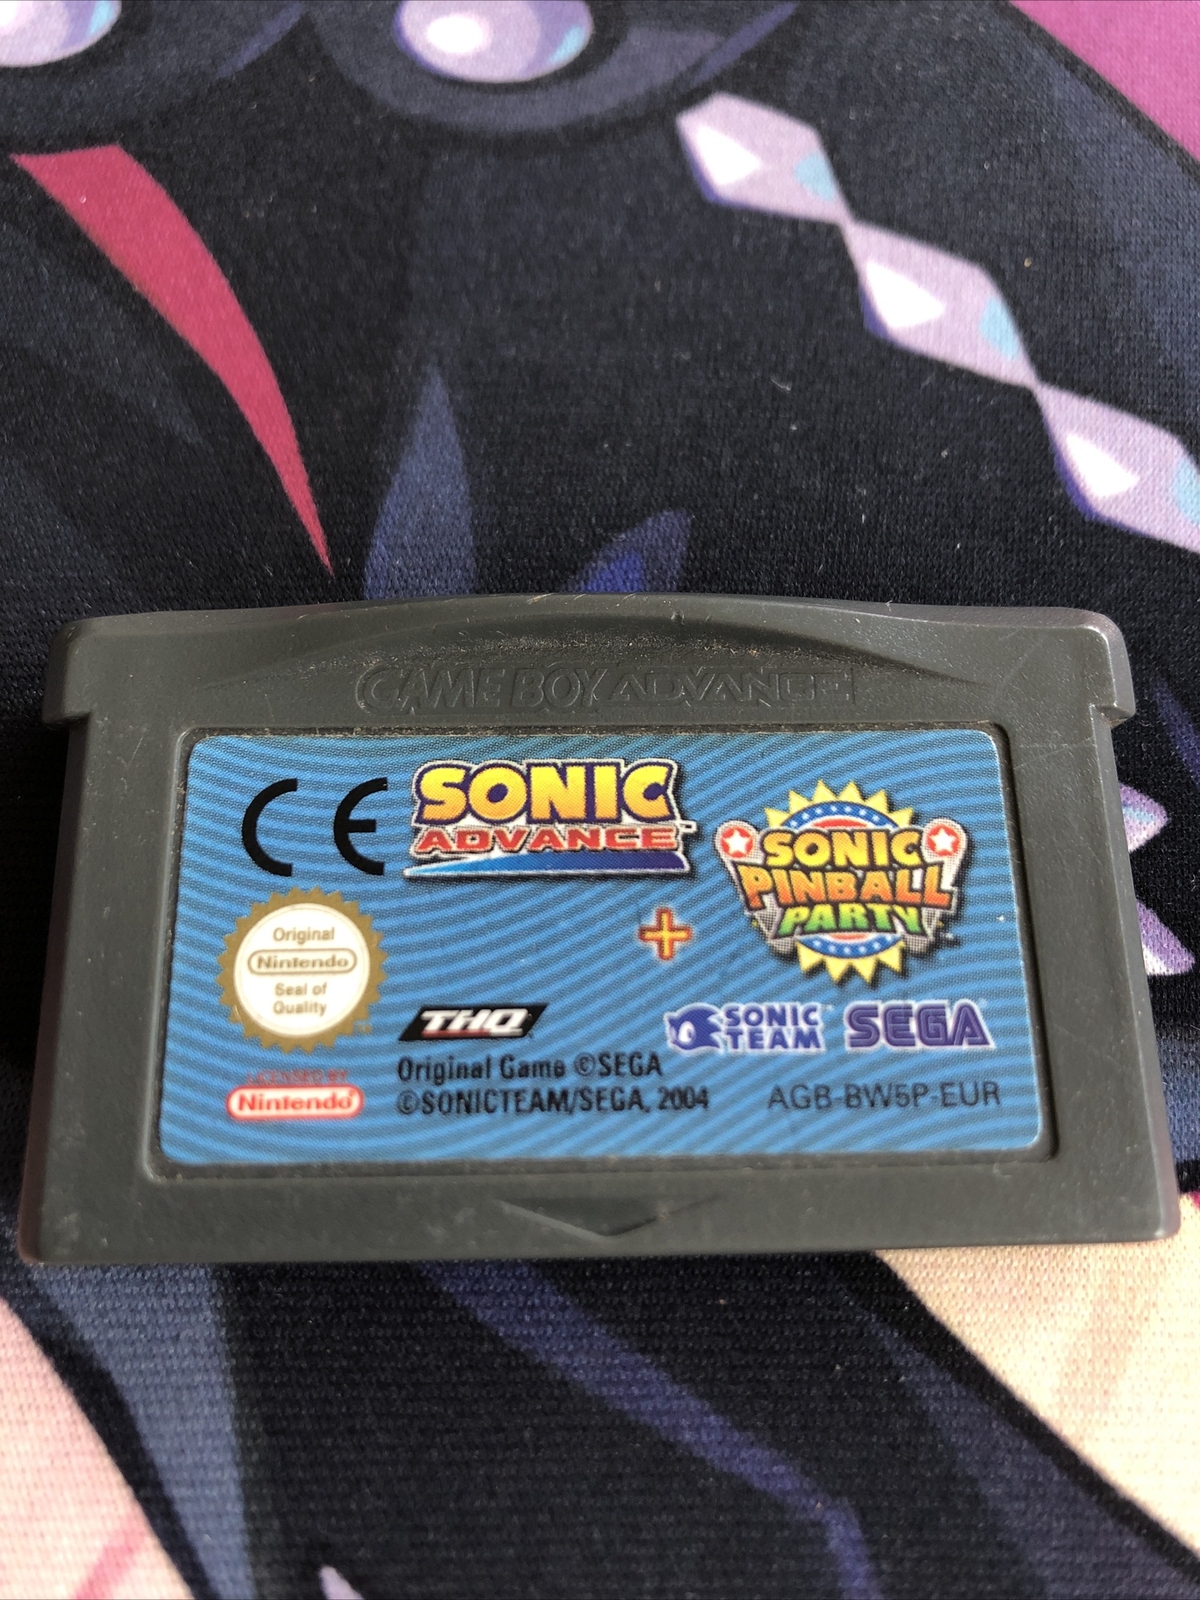 GAME BOY ADVANCE
CE
SONIC
ADVANCE™
+
SONIC
PINBALL
PARTY
Original
Nintendo
Seal of
Quality
THQ
SONIC
TEAM
SEGA
LICENSED BY
Nintendo
Original Game ©SEGA
©SONICTEAM/SEGA, 2004
AGB-BW5P-EUR